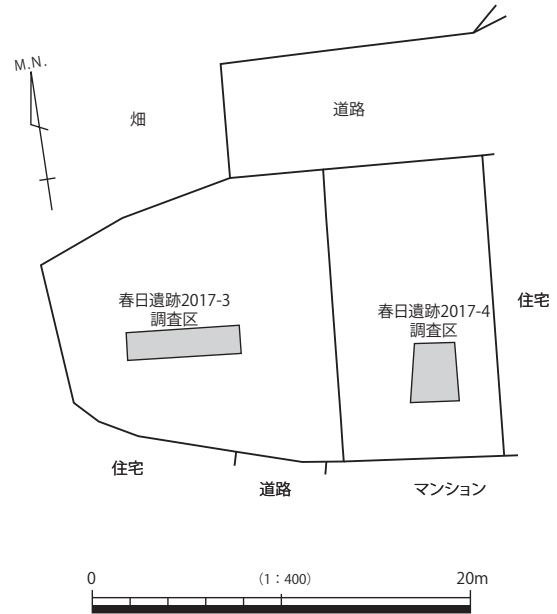 M.N.
畑
道路
春日遺跡2017-3
調査区
住宅
春日遺跡2017-4
調査区
住宅
道路
マンション
0
(1：400)
20m